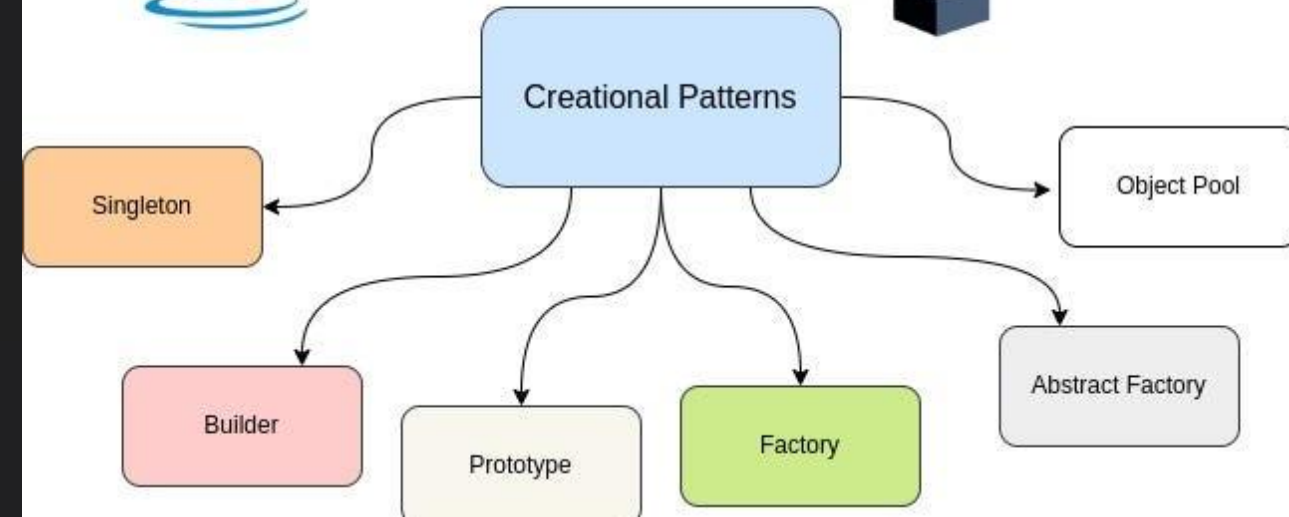 Creational Patterns
Object Pool
Singleton
Abstract Factory
Builder
Factory
Prototype